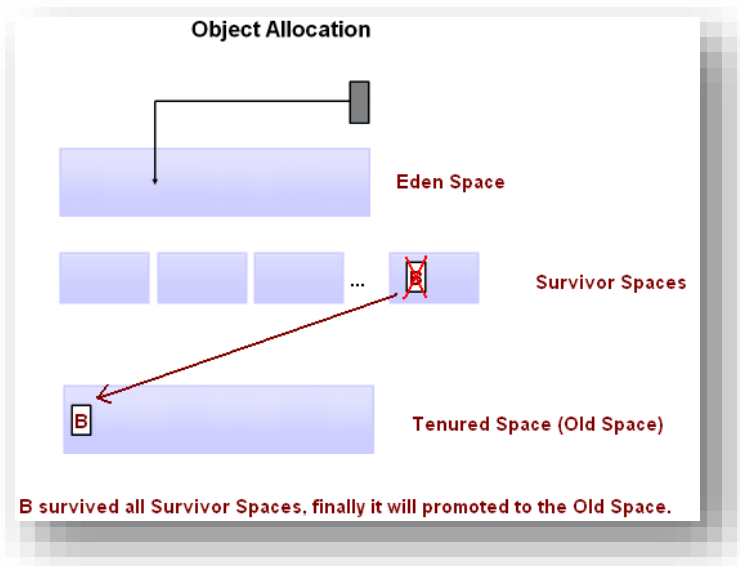 Object Allocation
Eden Space
... B
Survivor Spaces
B
Tenured Space (Old Space)
B survived all Survivor Spaces, finally it will promoted to the Old Space.